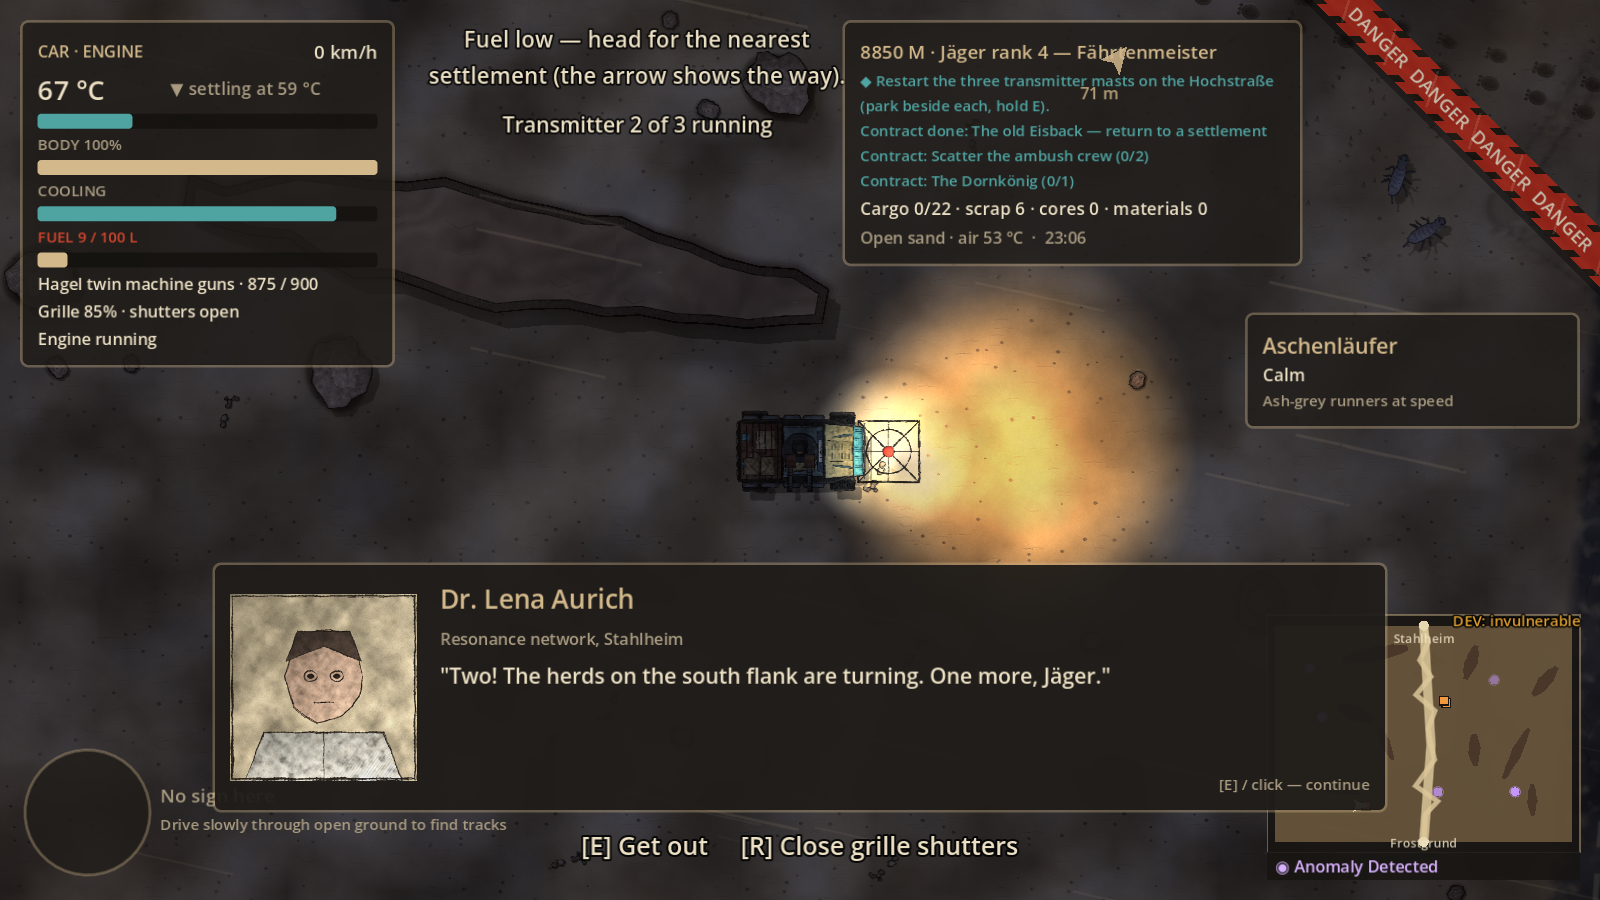 CAR · ENGINE
0 km/h
67 °C
▼ settling at 59 °C
BODY 100%
COOLING
FUEL 9 / 100 L
Hagel twin machine guns · 875 / 900
Grille 85% · shutters open
Engine running
Fuel low — head for the nearest
settlement (the arrow shows the way).
Transmitter 2 of 3 running
8850 M · Jäger rank 4 — Fährtenmeister
◆ Restart the three transmitter masts on the Hochstraße
(park beside each, hold E).
71 m
Contract done: The old Eisback — return to a settlement
Contract: Scatter the ambush crew (0/2)
Contract: The Dornkönig (0/1)
Cargo 0/22 · scrap 6 · cores 0 · materials 0
Open sand · air 53 °C · 23:06
DANGER DANGER DANGER DANGER DANGER
Aschenläufer
Calm
Ash-grey runners at speed
Dr. Lena Aurich
Resonance network, Stahlheim
"Two! The herds on the south flank are turning. One more, Jäger."
[E] / click — continue
DEV: invulnerable
Stahlheim
Frostgrund
◉ Anomaly Detected
No sign here
Drive slowly through open ground to find tracks
[E] Get out [R] Close grille shutters